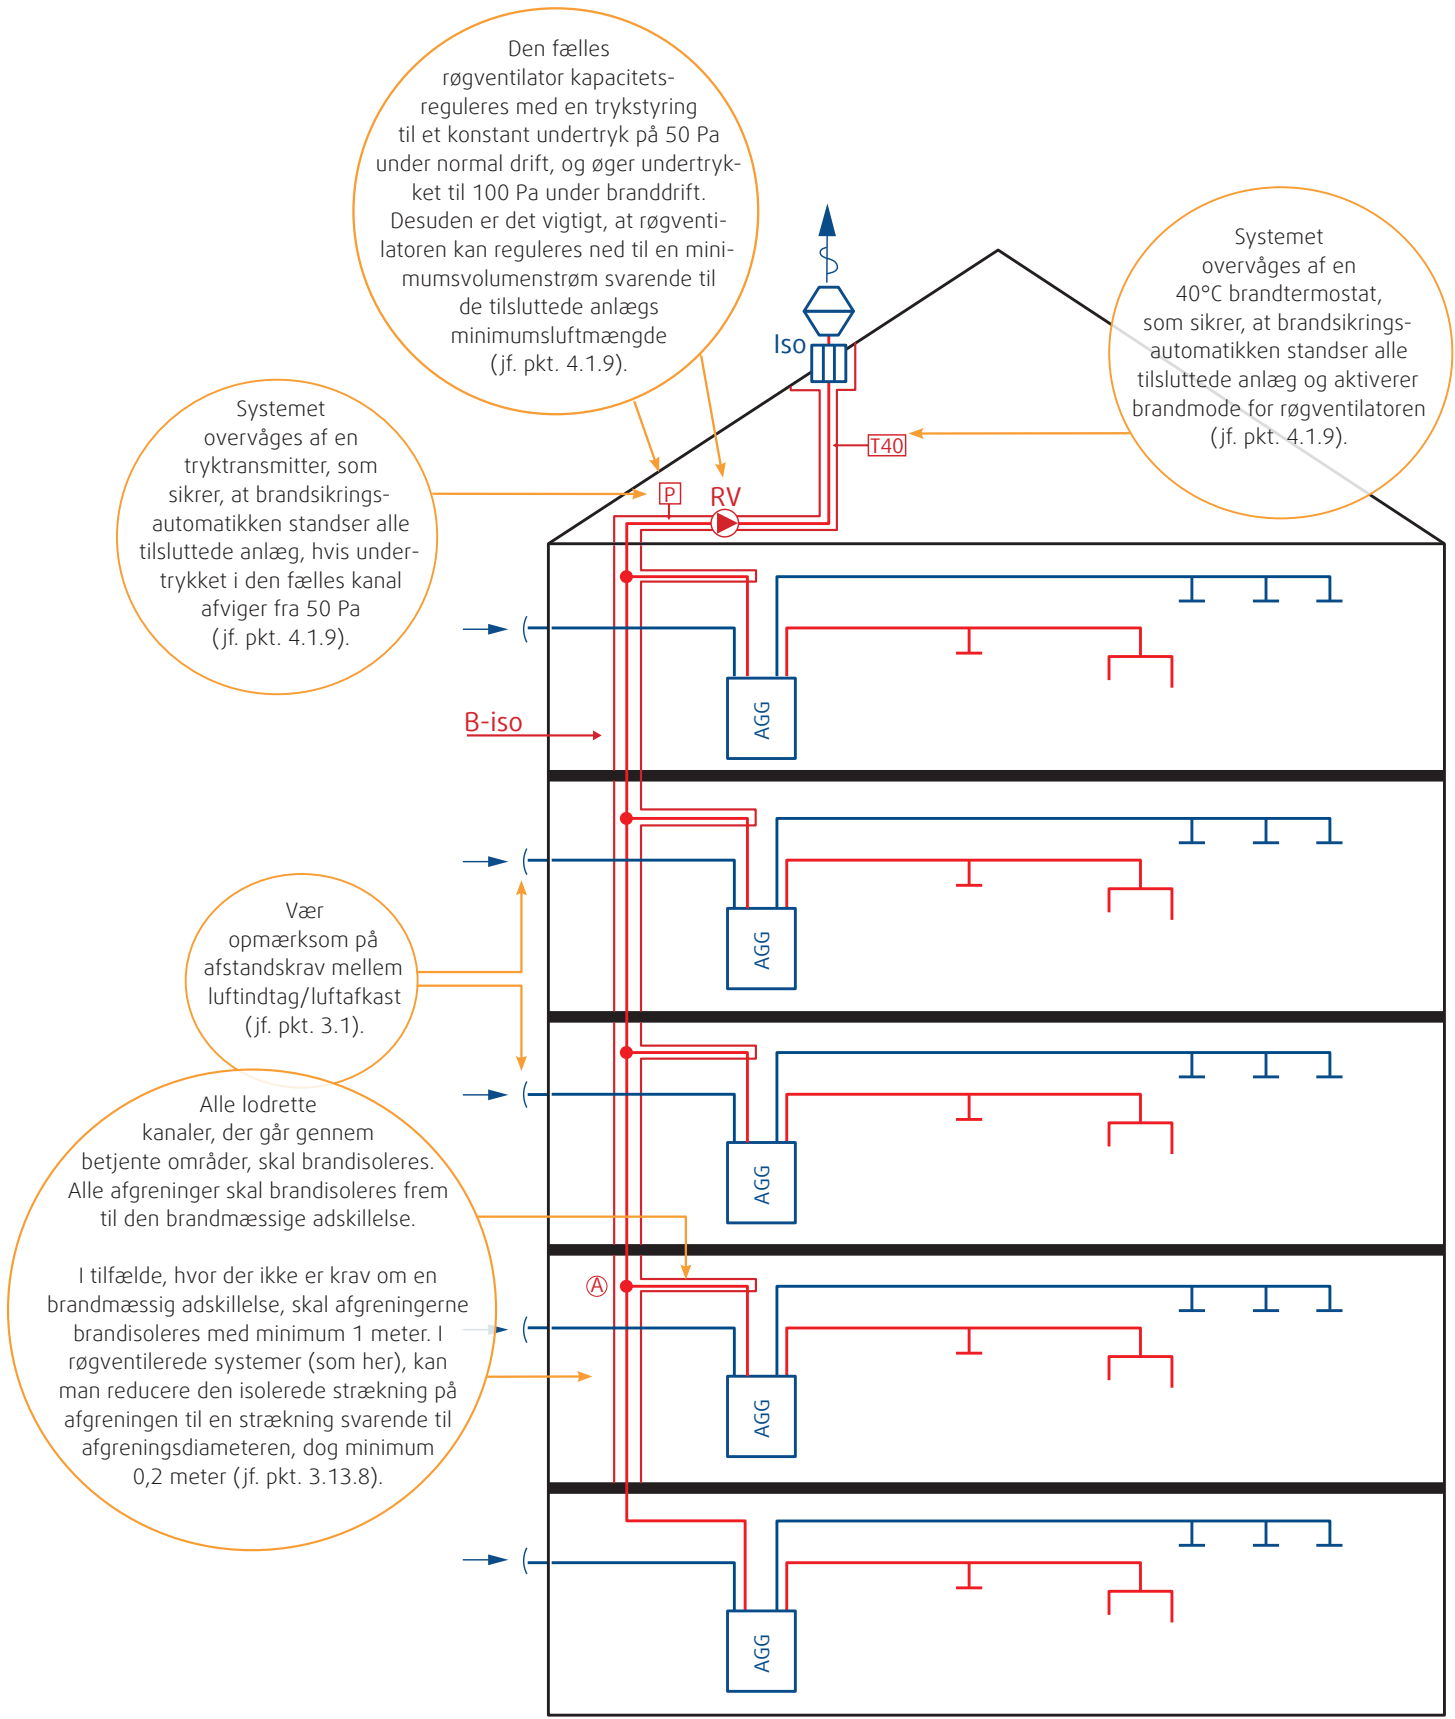 Den fælles
røgventilator kapacitets-
reguleres med en trykstyring
til et konstant undertryk på 50 Pa
under normal drift, og øger undertryk-
ket til 100 Pa under branddrift.
Desuden er det vigtigt, at røgventi-
latoren kan reguleres ned til en mini-
mumsvolumenstrøm svarende til
de tilsluttede anlægs
minimumsluftmængde
(jf. pkt. 4.1.9).
Systemet
overvåges af en
40°C brandtermostat,
som sikrer, at brandsikrings-
automatikken standser alle
tilsluttede anlæg og aktiverer
brandmode for røgventilatoren
(jf. pkt. 4.1.9).
Iso
T40
Systemet
overvåges af en
tryktransmitter, som
sikrer, at brandsikrings-
automatikken standser alle
tilsluttede anlæg, hvis under-
trykket i den fælles kanal
afviger fra 50 Pa
(jf. pkt. 4.1.9).
P
RV
B-iso
AGG
AGG
Vær
opmærksom på
afstandskrav mellem
luftindtag/luftafkast
(jf. pkt. 3.1).
AGG
Alle lodrette
kanaler, der går gennem
betjente områder, skal brandisoleres.
Alle afgreninger skal brandisoleres frem
til den brandmæssige adskillelse.
I tilfælde, hvor der ikke er krav om en
brandmæssig adskillelse, skal afgreningerne
brandisoleres med minimum 1 meter. I
røgventilerede systemer (som her), kan
man reducere den isolerede strækning på
afgreningen til en strækning svarende til
afgreningsdiameteren, dog minimum
0,2 meter (jf. pkt. 3.13.8).
A
AGG
AGG